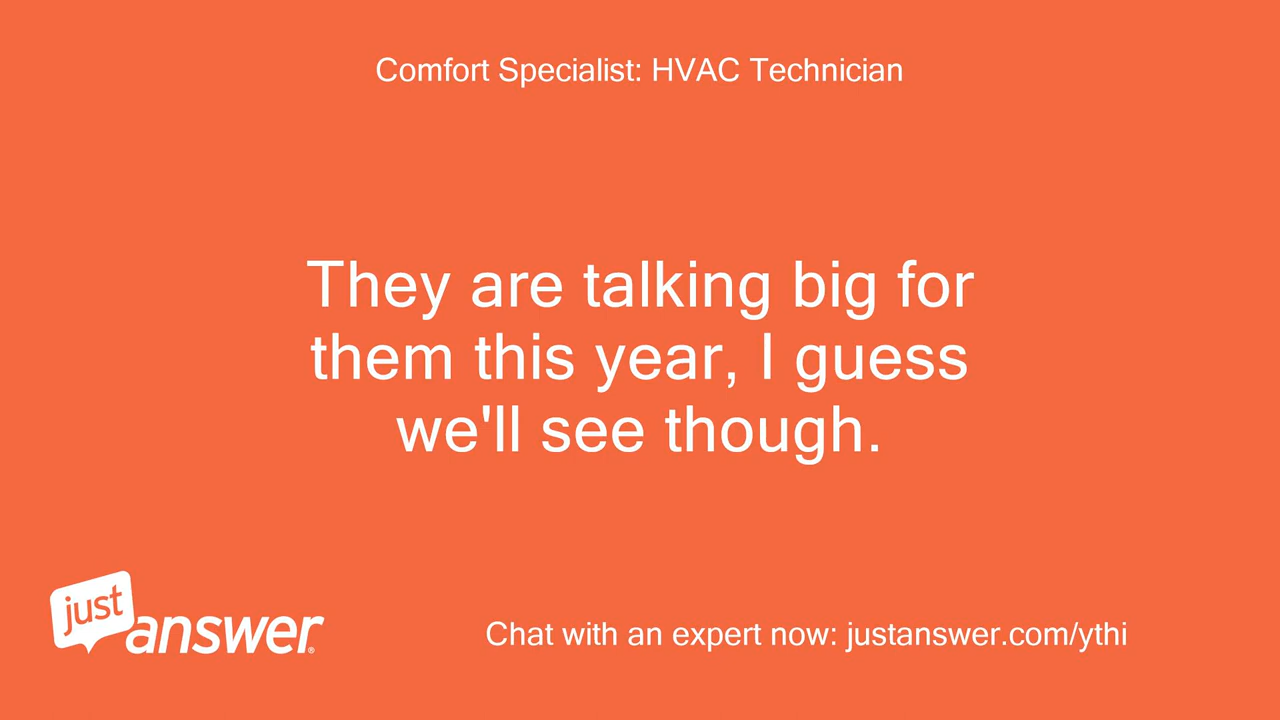 Comfort Specialist: HVAC Technician
They are talking big for
them this year, I guess
we'll see though.
just
answer®
Chat with an expert now: justanswer.com/ythi